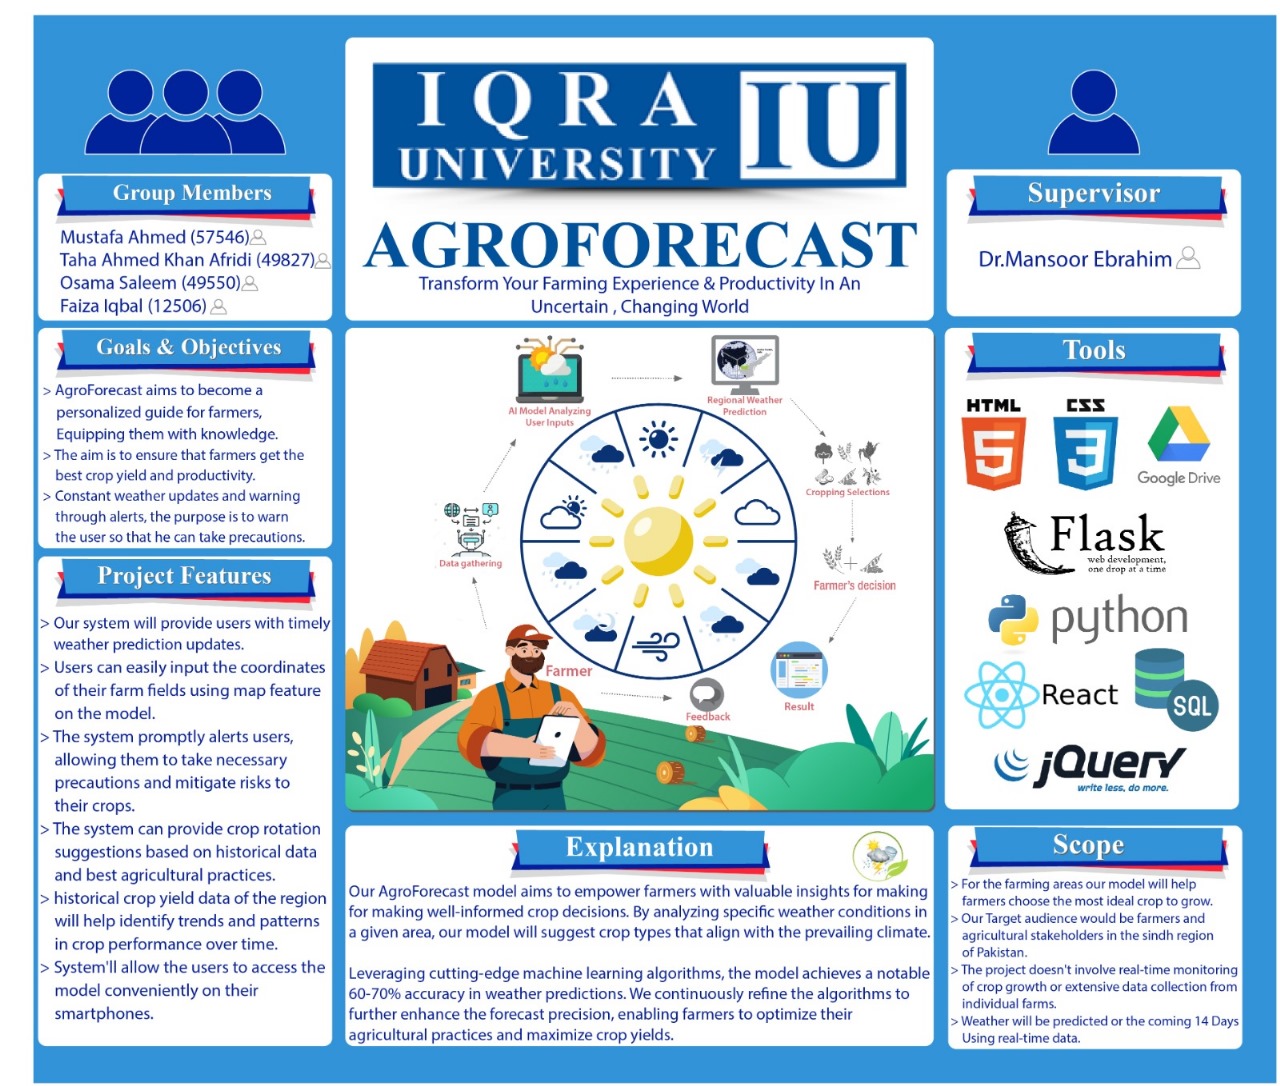 IQRA
UNIVERSITY
IU
AGROFORECAST
Transform Your Farming Experience & Productivity In An
Uncertain , Changing World
Group Members
Mustafa Ahmed (57546)
Taha Ahmed Khan Afridi (49827)
Osama Saleem (49550)
Faiza Iqbal (12506)
Supervisor
Dr.Mansoor Ebrahim
Goals & Objectives
> AgroForecast aims to become a
personalized guide for farmers,
Equipping them with knowledge.
> The aim is to ensure that farmers get the
best crop yield and productivity.
> Constant weather updates and warning
through alerts, the purpose is to warn
the user so that he can take precautions.
Project Features
> Our system will provide users with timely
weather prediction updates.
> Users can easily input the coordinates
of their farm fields using map feature
on the model.
> The system promptly alerts users,
allowing them to take necessary
precautions and mitigate risks to
their crops.
> The system can provide crop rotation
suggestions based on historical data
and best agricultural practices.
> historical crop yield data of the region
will help identify trends and patterns
in crop performance over time.
> System'll allow the users to access the
model conveniently on their
smartphones.
AI Model Analyzing
User Inputs
Regional Weather
Prediction
Cropping Selections
Farmer's decision
Result
Feedback
Farmer
Data gathering
Tools
HTML
5
CSS
3
Google Drive
Flask
web development,
one drop at a time
python
React
SQL
jQuery
write less, do more.
Explanation
Our AgroForecast model aims to empower farmers with valuable insights for making
for making well-informed crop decisions. By analyzing specific weather conditions in
a given area, our model will suggest crop types that align with the prevailing climate.
Leveraging cutting-edge machine learning algorithms, the model achieves a notable
60-70% accuracy in weather predictions. We continuously refine the algorithms to
further enhance the forecast precision, enabling farmers to optimize their
agricultural practices and maximize crop yields.
Scope
> For the farming areas our model will help
farmers choose the most ideal crop to grow.
> Our Target audience would be farmers and
agricultural stakeholders in the sindh region
of Pakistan.
> The project doesn't involve real-time monitoring
of crop growth or extensive data collection from
individual farms.
> Weather will be predicted or the coming 14 Days
Using real-time data.